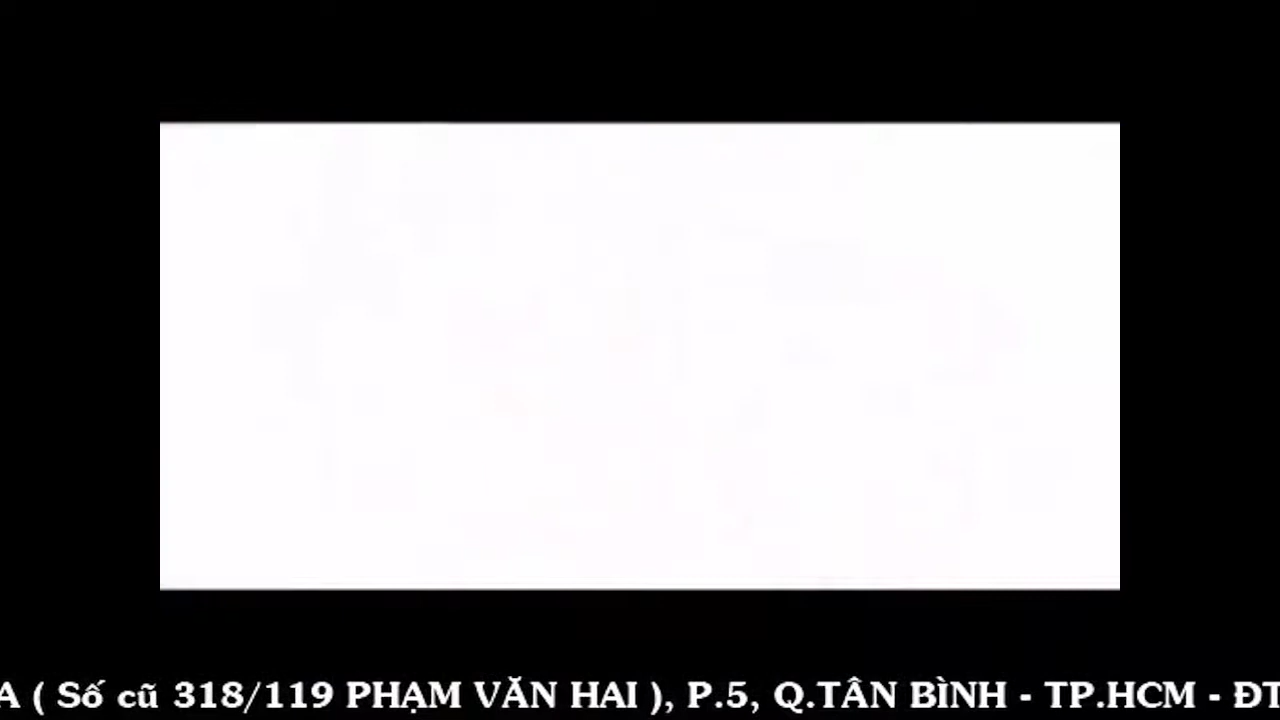 A ( Số cũ 318/119 PHẠM VĂN HAI ), P.5, Q.TÂN BÌNH - TP.HCM - ĐT